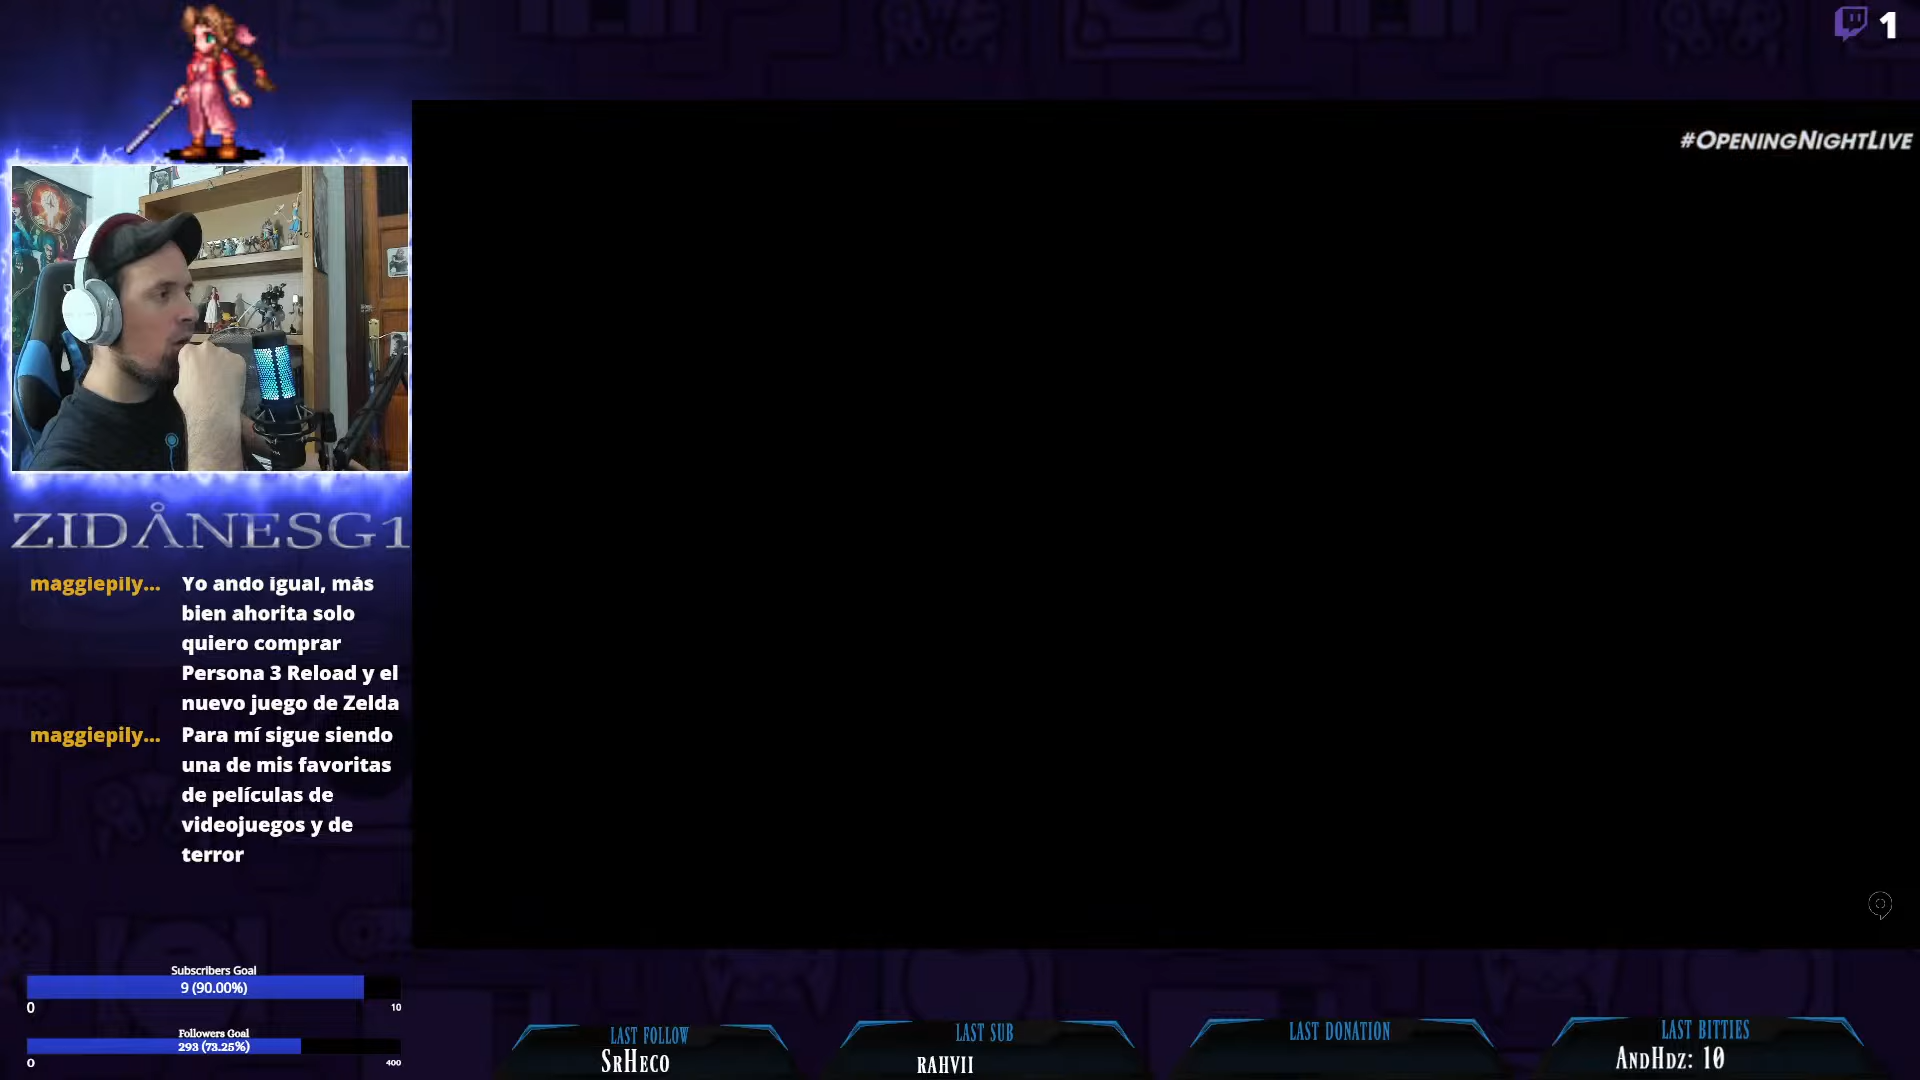 1
#OPENINGNIGHTLIVE
ZIDÅNESG1
maggiepily... Yo ando igual, más
bien ahorita solo
quiero comprar
Persona 3 Reload y el
nuevo juego de Zelda
maggiepily... Para mí sigue siendo
una de mis favoritas
de películas de
videojuegos y de
terror
Subscribers Goal
9 (90.00%)
0 10
Followers Goal
293 (73.25%)
0 400
LAST FOLLOW
SRHECO
LAST SUB
RAHVII
LAST DONATION
LAST BITTIES
ANDHDZ: 10